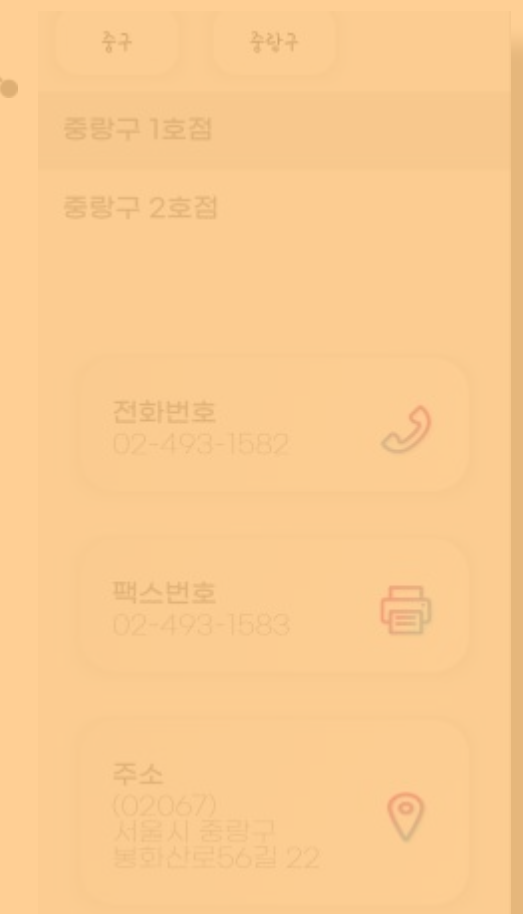 중구
중랑구
중랑구 1호점
중랑구 2호점
전화번호
02-493-1582
팩스번호
02-493-1583
주소
(02067)
서울시 중랑구
봉화산로56길 22